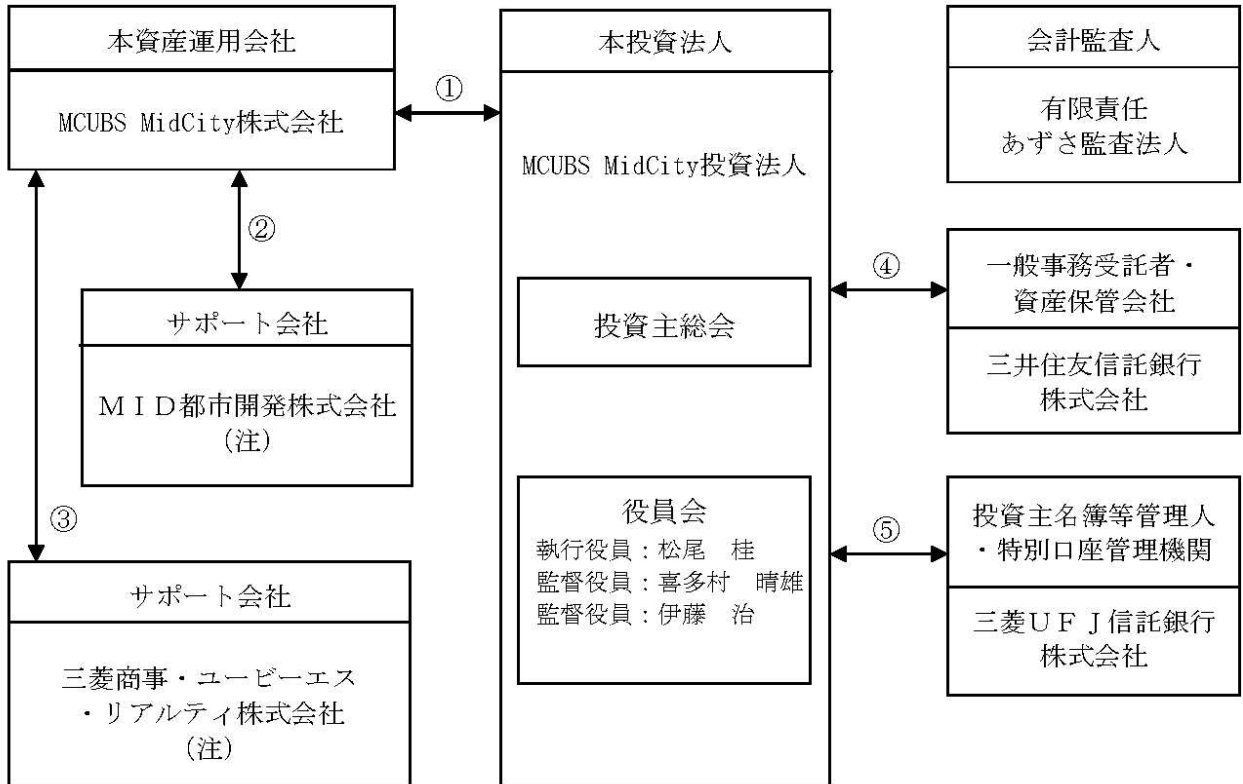 本資産運用会社
MCUBS MidCity株式会社
①
②
サポート会社
ＭＩＤ都市開発株式会社
(注)
③
サポート会社
三菱商事・ユービーエス
・リアルティ株式会社
(注)
本投資法人
MCUBS MidCity投資法人
投資主総会
役員会
執行役員：松尾　桂
監督役員：喜多村　晴雄
監督役員：伊藤　治
会計監査人
有限責任
あずさ監査法人
④
一般事務受託者・
資産保管会社
三井住友信託銀行
株式会社
⑤
投資主名簿等管理人
・特別口座管理機関
三菱ＵＦＪ信託銀行
株式会社